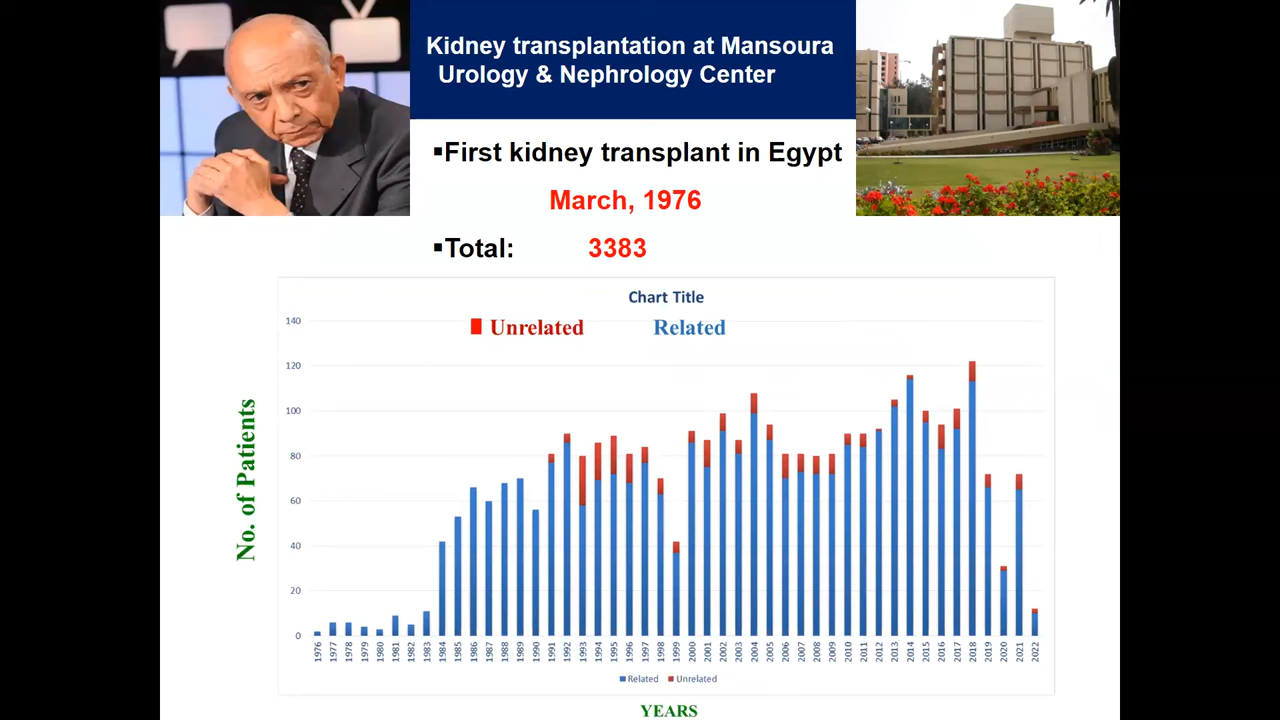 Kidney transplantation at Mansoura
Urology & Nephrology Center
▪First kidney transplant in Egypt
March, 1976
▪Total: 3383
Chart Title
Unrelated Related
No. of Patients
140
120
100
80
60
40
20
0
1976 1977 1978 1979 1980 1981 1982 1983 1984 1985 1986 1987 1988 1989 1990 1991 1992 1993 1994 1995 1996 1997 1998 1999 2000 2001 2002 2003 2004 2005 2006 2007 2008 2009 2010 2011 2012 2013 2014 2015 2016 2017 2018 2019 2020 2021 2022
Related Unrelated
YEARS